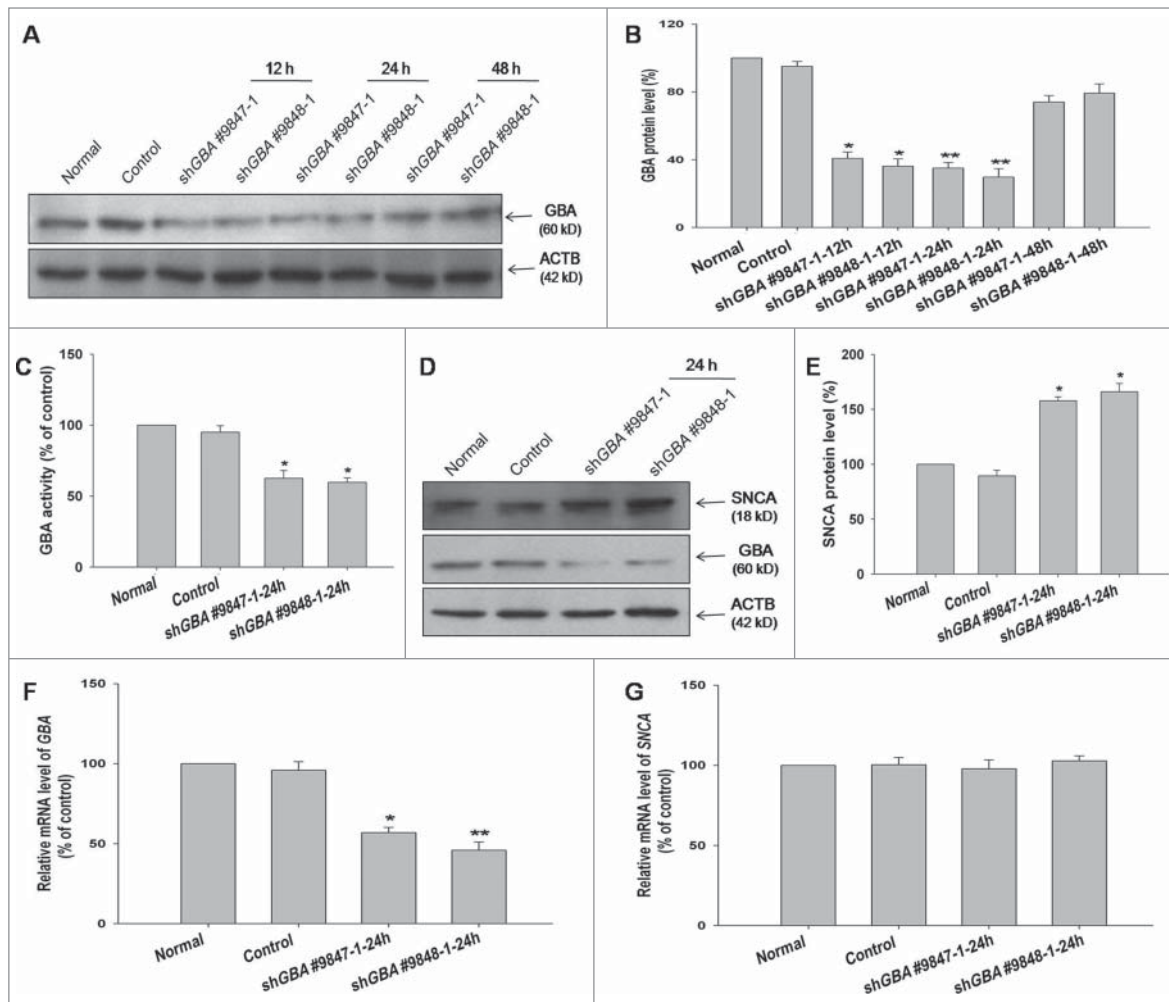 A
12 h
24 h
48 h
Normal
Control
shGBA #9847-1
shGBA #9848-1
shGBA #9847-1
shGBA #9848-1
shGBA #9847-1
shGBA #9848-1
GBA
(60 kD)
ACTB
(42 kD)
B
GBA protein level (%)
120
80
40
0
*
*
**
**
Normal
Control
shGBA #9847-1-12h
shGBA #9848-1-12h
shGBA #9847-1-24h
shGBA #9848-1-24h
shGBA #9847-1-48h
shGBA #9848-1-48h
C
GBA activity (% of control)
150
100
50
0
*
*
Normal
Control
shGBA #9847-1-24h
shGBA #9848-1-24h
D
24 h
Normal
Control
shGBA #9847-1
shGBA #9848-1
SNCA
(18 kD)
GBA
(60 kD)
ACTB
(42 kD)
E
SNCA protein level (%)
200
150
100
50
0
*
*
Normal
Control
shGBA #9847-1-24h
shGBA #9848-1-24h
F
Relative mRNA level of GBA
(% of control)
150
100
50
0
*
**
Normal
Control
shGBA #9847-1-24h
shGBA #9848-1-24h
G
Relative mRNA level of SNCA
(% of control)
150
100
50
0
Normal
Control
shGBA #9847-1-24h
shGBA #9848-1-24h